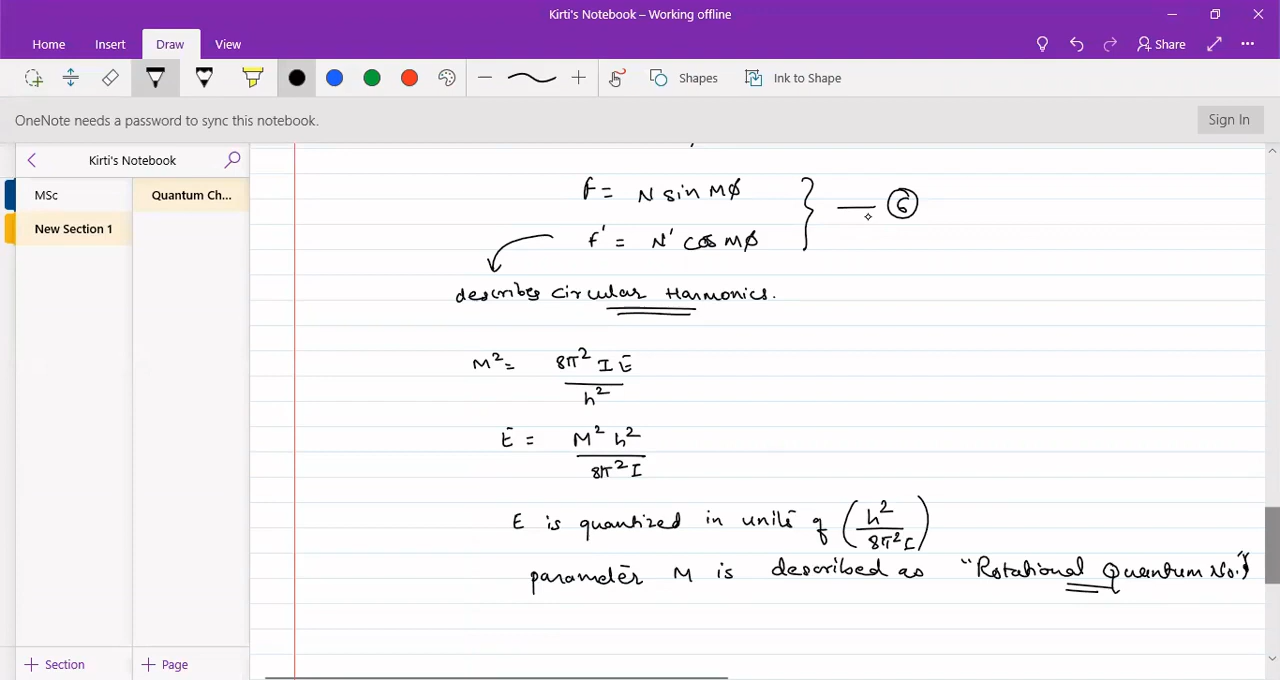 Kirti's Notebook – Working offline
Home Insert Draw View
Share
Shapes Ink to Shape
OneNote needs a password to sync this notebook.
Sign In
Kirti's Notebook
MSc
Quantum Ch...
New Section 1
f = N sin Mφ
f' = N' cos Mφ
— ⑥
describes circular Harmonics.
M² = 8π² I E / h²
E = M² h² / 8π² I
E is quantized in units of (h² / 8π² I)
parameter M is described as "Rotational Quantum No."
+ Section + Page